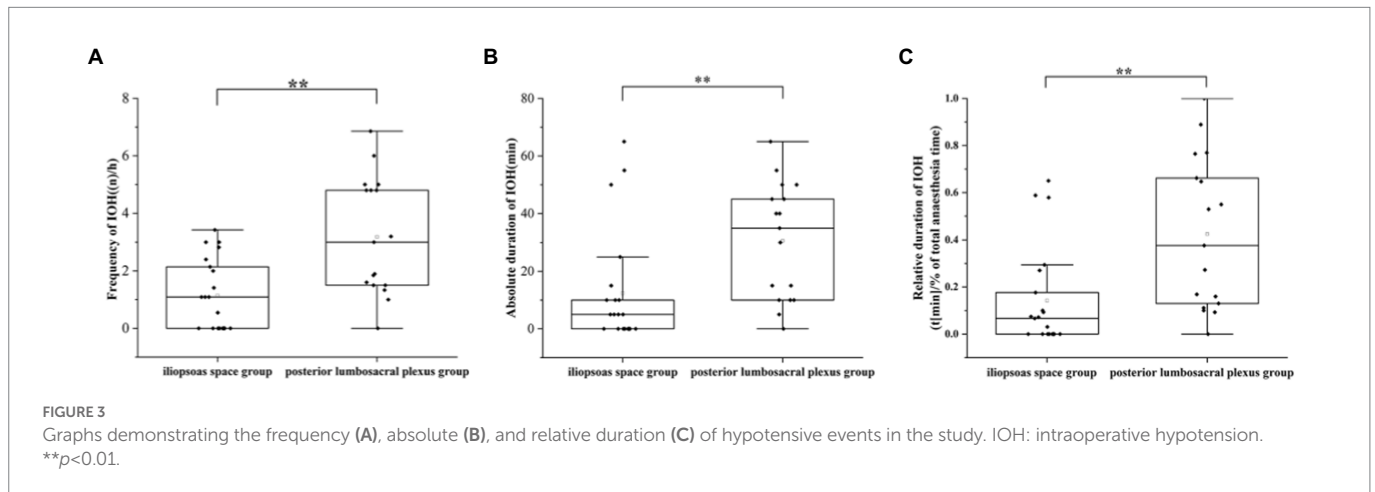 A
**
8
6
4
2
0
Frequency of IOH((n)/h)
iliopsoas space group
posterior lumbosacral plexus group
B
**
80
60
40
20
0
Absolute duration of IOH(min)
iliopsoas space group
posterior lumbosacral plexus group
C
**
1.0
0.8
0.6
0.4
0.2
0.0
Relative duration of IOH
(t[min]/% of total anaesthesia time)
iliopsoas space group
posterior lumbosacral plexus group
FIGURE 3
Graphs demonstrating the frequency (A), absolute (B), and relative duration (C) of hypotensive events in the study. IOH: intraoperative hypotension.
**p<0.01.